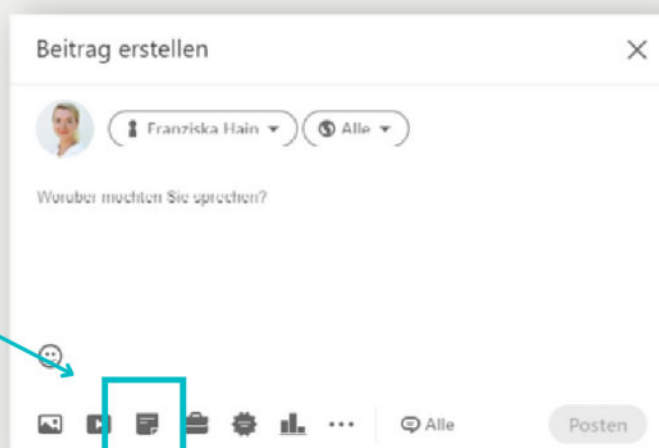 Beitrag erstellen
Franziska Hain
Alle
Worüber möchten Sie sprechen?
Alle
Posten